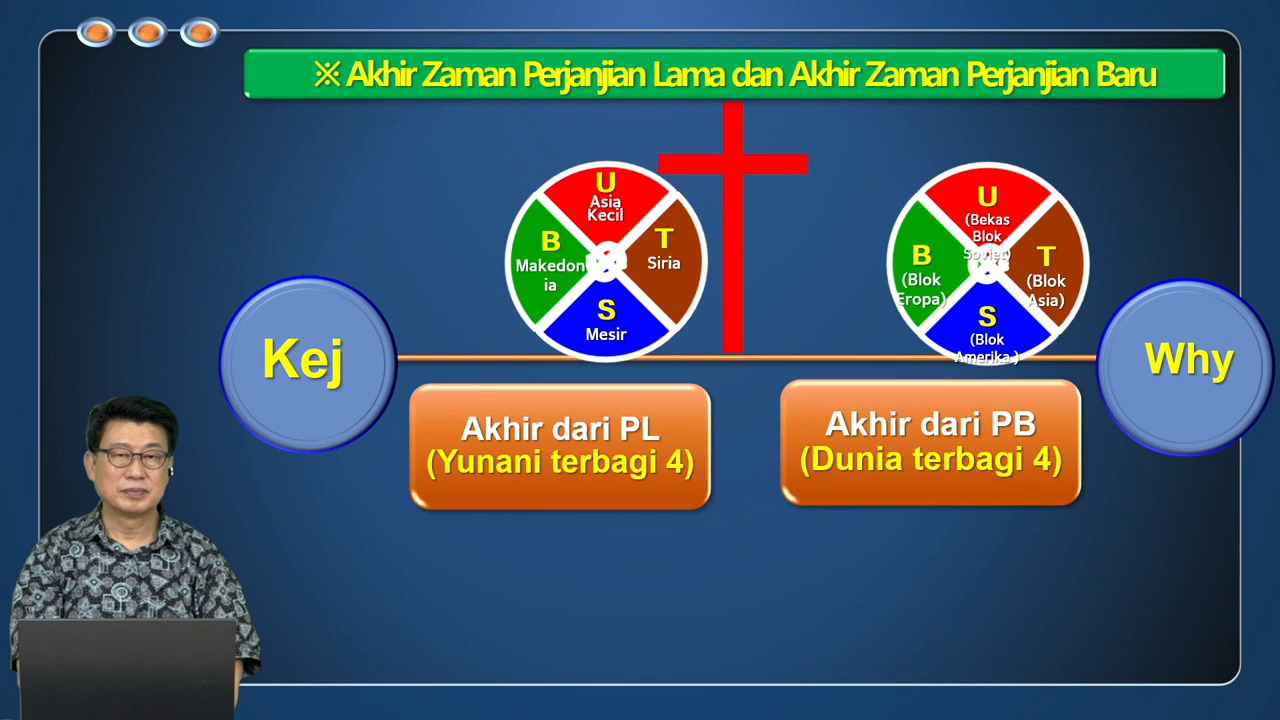 ※ Akhir Zaman Perjanjian Lama dan Akhir Zaman Perjanjian Baru
U
Asia
Kecil
B
Makedon
ia
T
Siria
S
Mesir
U
(Bekas
Blok
Soviet)
B
(Blok
Eropa)
T
(Blok
Asia)
S
(Blok
Amerika )
Kej
Why
Akhir dari PL
(Yunani terbagi 4)
Akhir dari PB
(Dunia terbagi 4)